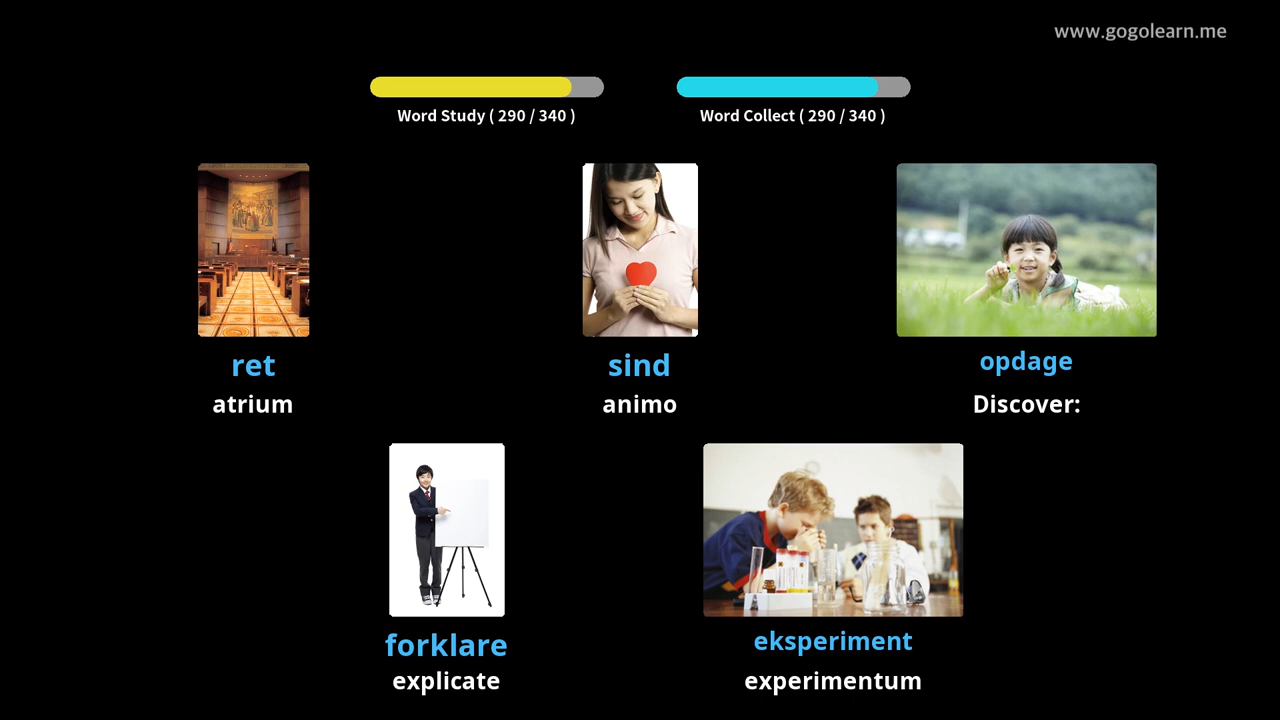 www.gogolearn.me
Word Study ( 290 / 340 )
Word Collect ( 290 / 340 )
ret
atrium
sind
animo
opdage
Discover:
forklare
explicate
eksperiment
experimentum